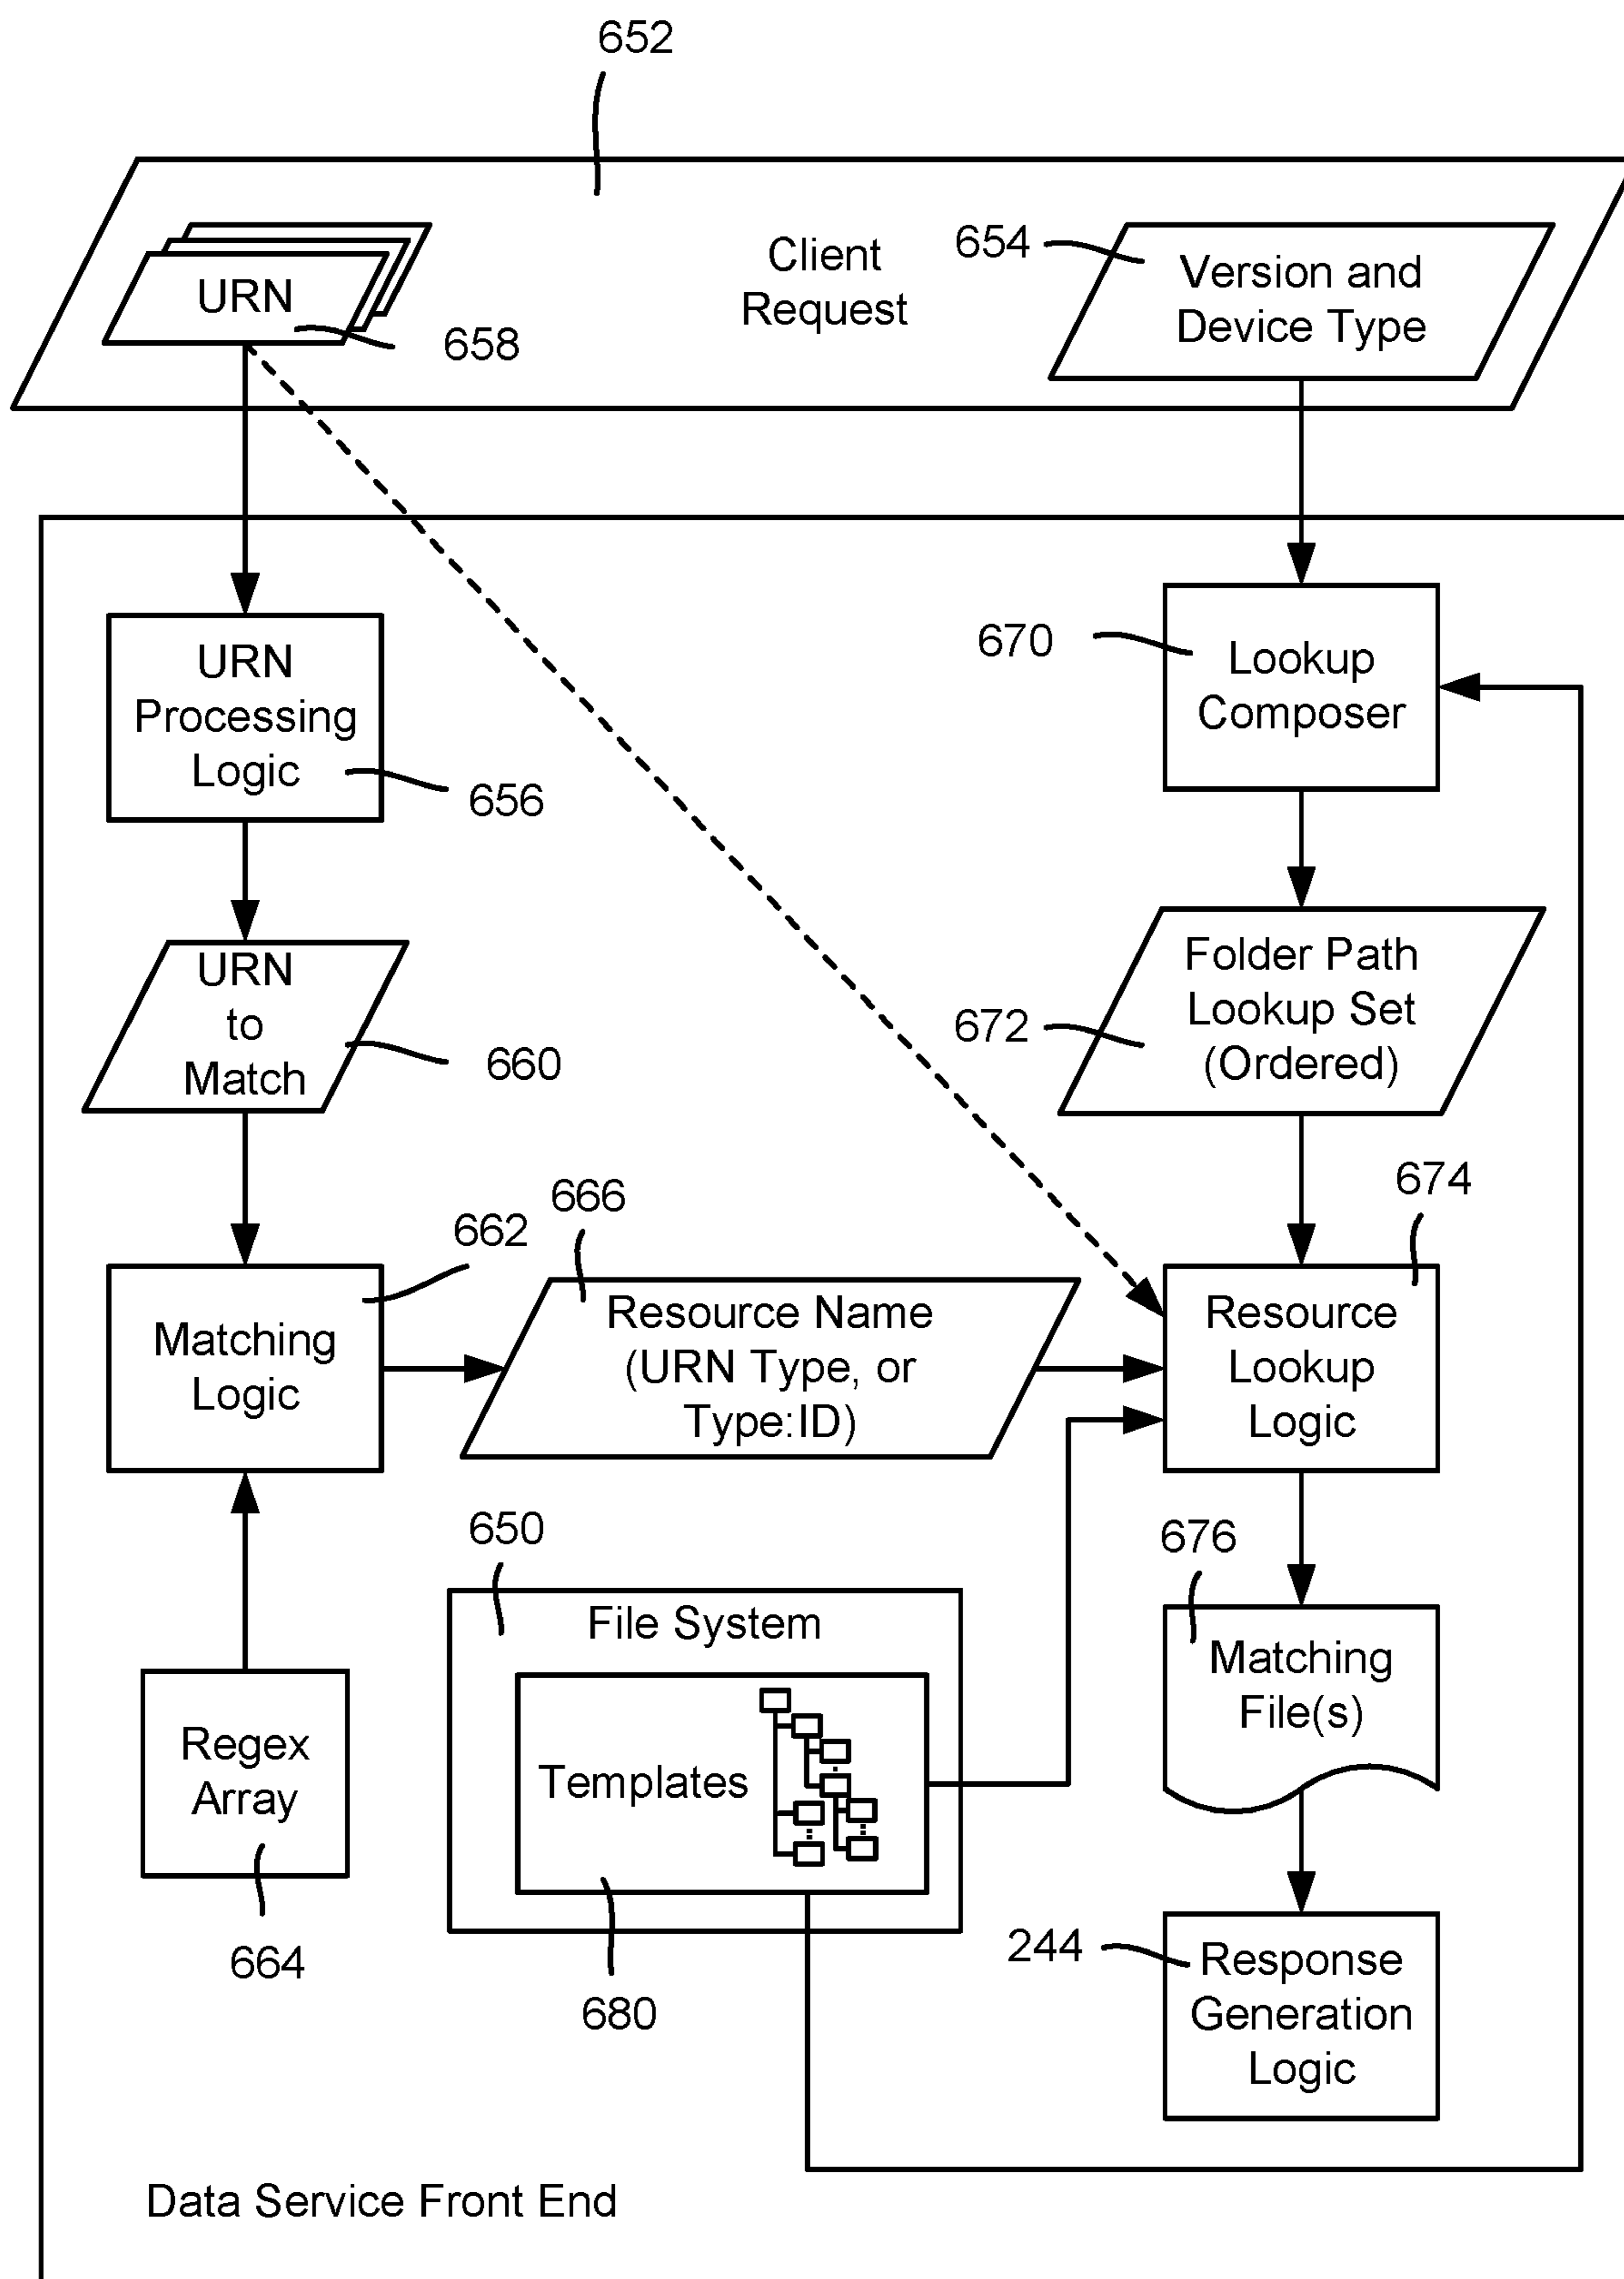 652
URN
658
Client
Request
654
Version and
Device Type
URN
Processing
Logic
656
670
Lookup
Composer
URN
to
Match
660
672
Folder Path
Lookup Set
(Ordered)
662
Matching
Logic
666
Resource Name
(URN Type, or
Type:ID)
674
Resource
Lookup
Logic
650
File System
Templates
680
676
Matching
File(s)
Regex
Array
664
244
Response
Generation
Logic
Data Service Front End